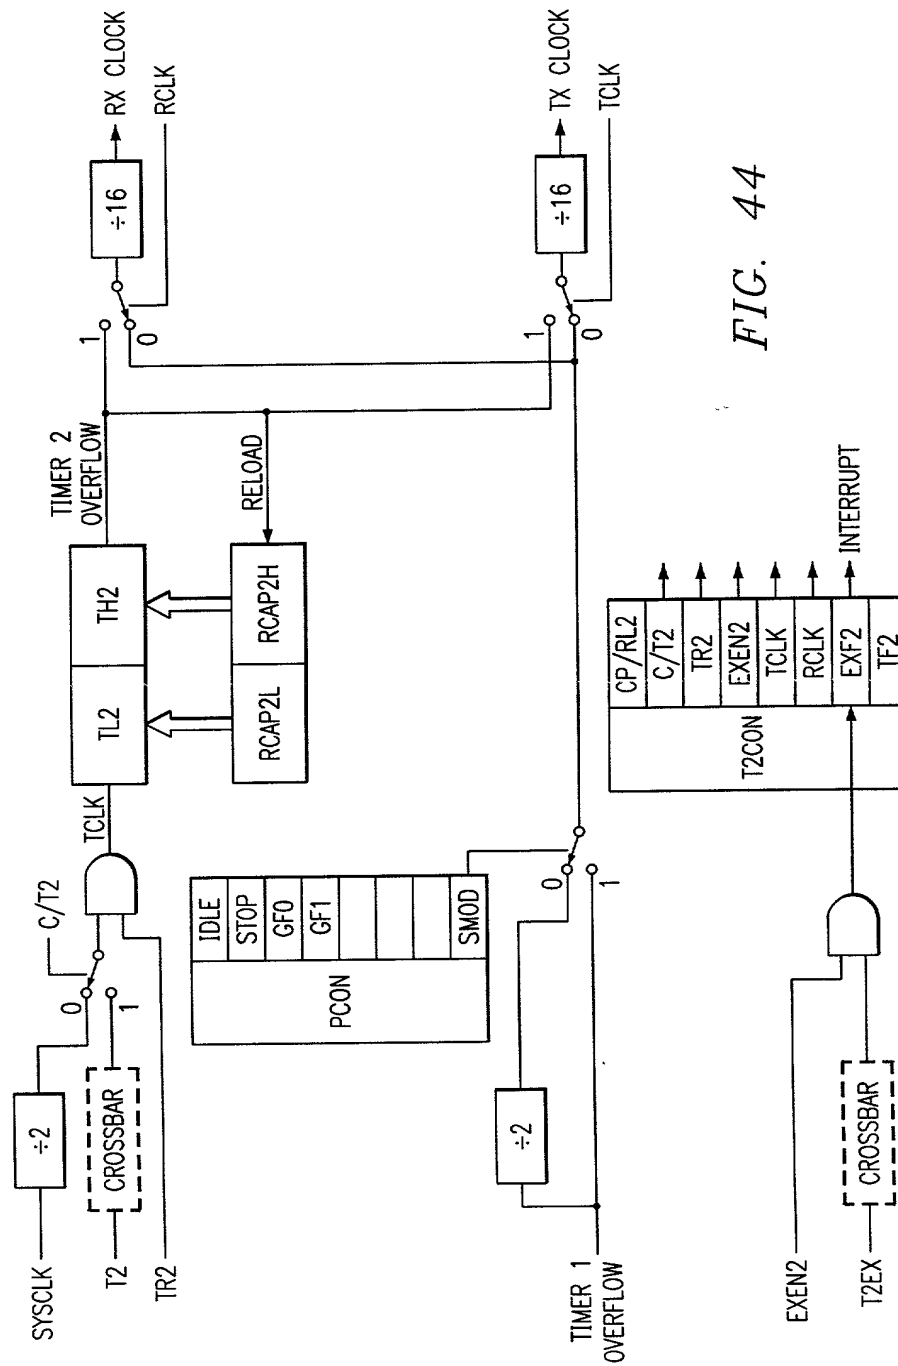 SYSCLK
÷2
T2
CROSSBAR
TR2
0
1
C/T2
TCLK
TL2
TH2
RCAP2L
RCAP2H
RELOAD
TIMER 2
OVERFLOW
1
0
÷16
RX CLOCK
RCLK
PCON
IDLE
STOP
GF0
GF1
SMOD
TIMER 1
OVERFLOW
÷2
0
1
1
0
÷16
TX CLOCK
TCLK
EXEN2
T2EX
CROSSBAR
T2CON
CP/RL2
C/T2
TR2
EXEN2
TCLK
RCLK
EXF2
TF2
INTERRUPT
FIG. 44